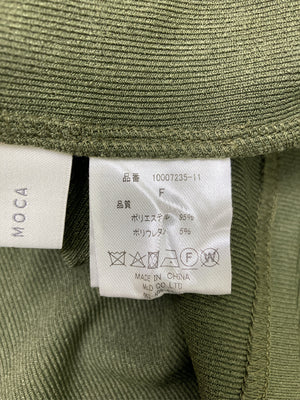 MOCA
品番 10007235-11
F
品質
ポリエステル 95%
ポリウレタン 5%
F W
MADE IN CHINA
CO.LTD